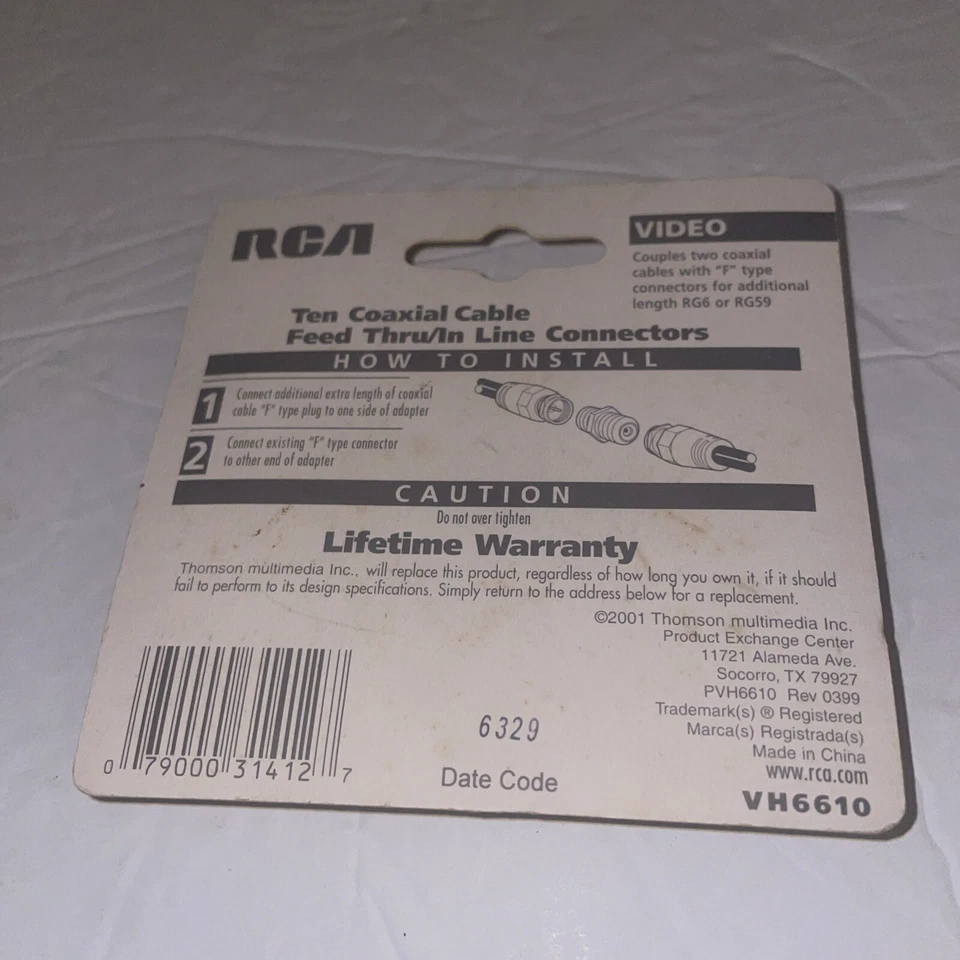 RCA
VIDEO
Couples two coaxial
cables with "F" type
connectors for additional
length RG6 or RG59
Ten Coaxial Cable
Feed Thru/In Line Connectors
HOW TO INSTALL
1
Connect additional extra length of coaxial
cable "F" type plug to one side of adapter
2
Connect existing "F" type connector
to other end of adapter
CAUTION
Do not over tighten
Lifetime Warranty
Thomson multimedia Inc., will replace this product, regardless of how long you own it, if it should
fail to perform to its design specifications. Simply return to the address below for a replacement.
©2001 Thomson multimedia Inc.
Product Exchange Center
11721 Alameda Ave.
Socorro, TX 79927
PVH6610 Rev 0399
Trademark(s) ® Registered
Marca(s) Registrada(s)
Made in China
www.rca.com
VH6610
6329
Date Code
0 79000 31412 7